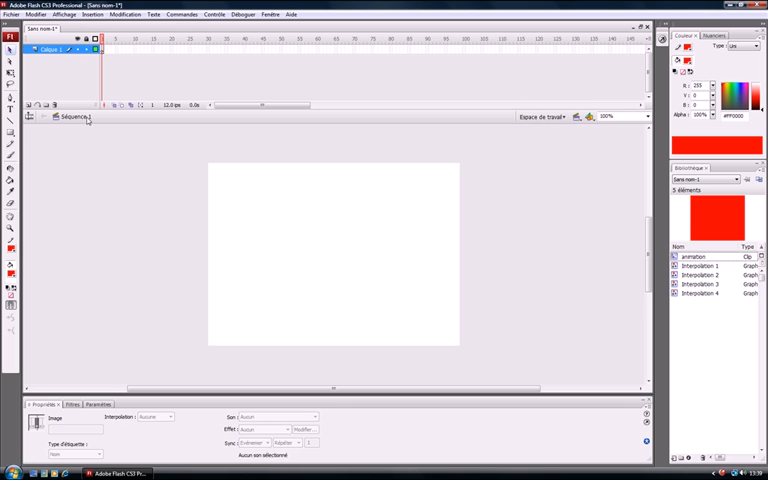 Adobe Flash CS3 Professional - [Sans nom-1*]
Fichier Modifier Affichage Insertion Modification Texte Commandes Contrôle Déboguer Fenêtre Aide
Sans nom-1*
5 10 15 20 25 30 35 40 45 50 55 60 65 70 75 80 85 90 95 100 105 110 115 120 125 130 135 140 145
Calque 1
1 12.0 ips 0.0s
Séquence 1
Espace de travail
100%
Couleur Nuancier
Type : Uni
R : 255
V : 0
B : 0
Alpha : 100%
#FF0000
Bibliothèque
Sans nom-1
5 éléments
Nom Type
animation Clip
Interpolation 1 Graph
Interpolation 2 Graph
Interpolation 3 Graph
Interpolation 4 Graph
Propriétés Filtres Paramètres
Image
Interpolation : Aucune
Son : Aucun
Effet : Aucun Modifier...
Type d'étiquette :
Sync : Evénement Répéter 1
Nom
Aucun son sélectionné
Adobe Flash CS3 Pr...
13:39